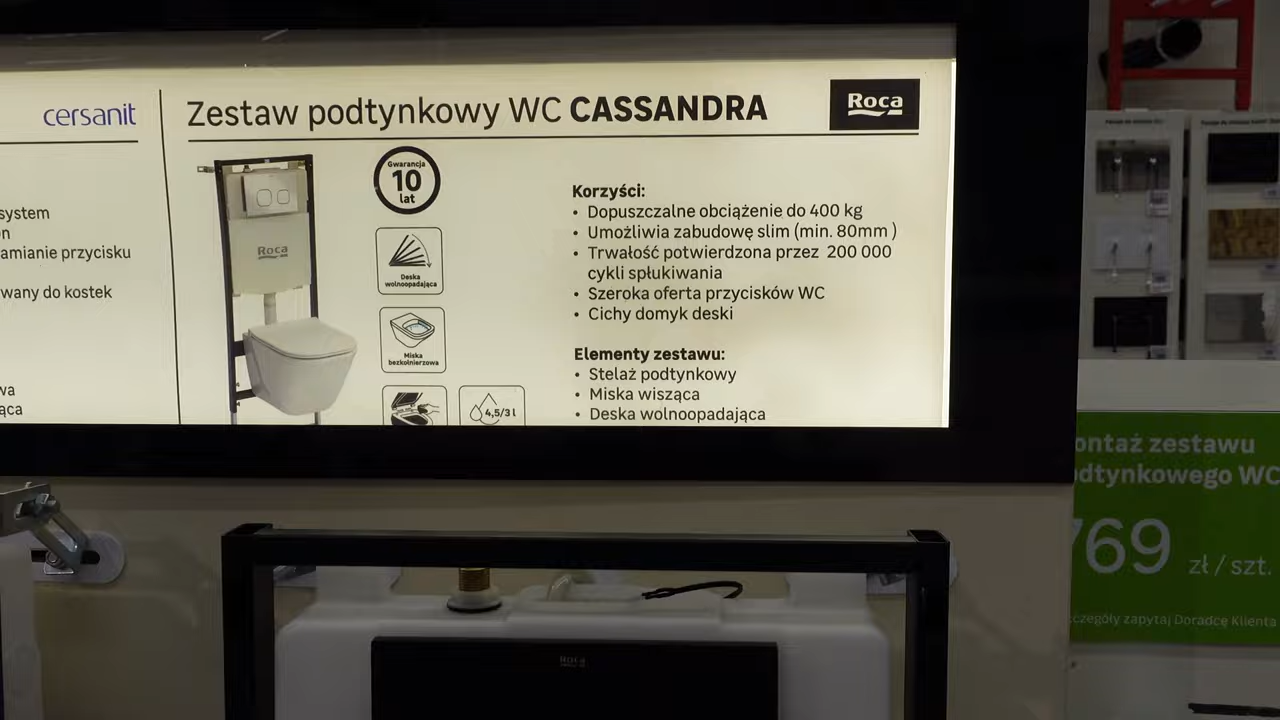 cersanit
system
amianie przycisku
wany do kostek
Zestaw podtynkowy WC CASSANDRA
Roca
Gwarancja
10
lat
Roca
Deska
wolnoopadająca
Miska
bezkołnierzowa
4,5/3 l
Korzyści:
• Dopuszczalne obciążenie do 400 kg
• Umożliwia zabudowę slim (min. 80mm )
• Trwałość potwierdzona przez 200 000
cykli spłukiwania
• Szeroka oferta przycisków WC
• Cichy domyk deski
Elementy zestawu:
• Stelaż podtynkowy
• Miska wisząca
• Deska wolnoopadająca
ontaż zestawu
odtynkowego WC
769
zł / szt.
zczegóły zapytaj Doradcę Klienta
Roca